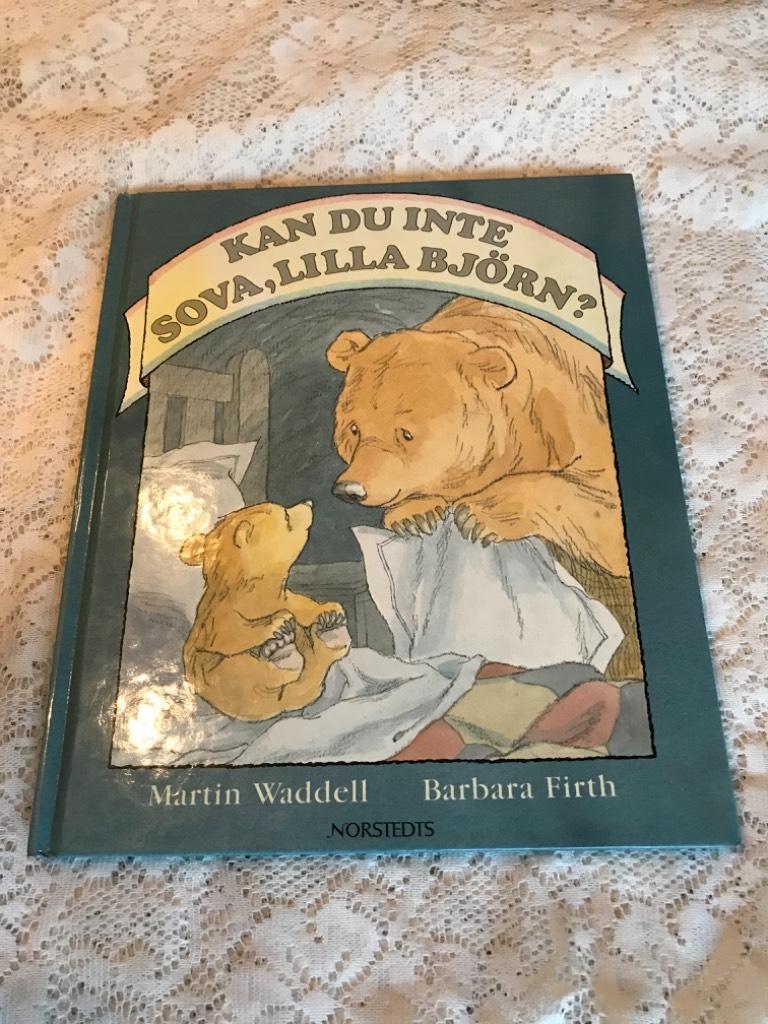 KAN DU INTE
SOVA, LILLA BJÖRN?
Martin Waddell Barbara Firth
NORSTEDTS